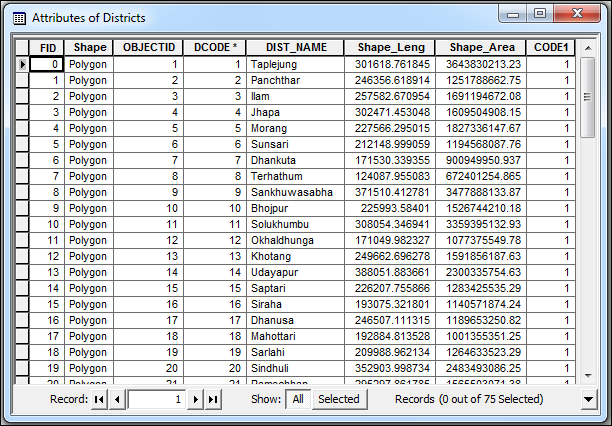 Attributes of Districts
FID Shape OBJECTID DCODE * DIST_NAME Shape_Leng Shape_Area CODE1
0 Polygon 1 1 Taplejung 301618.761845 3643830213.23 1
1 Polygon 2 2 Panchthar 246356.618914 1251788662.75 1
2 Polygon 3 3 Ilam 257582.670954 1691194672.08 1
3 Polygon 4 4 Jhapa 302471.453048 1609504908.15 1
4 Polygon 5 5 Morang 227566.295015 1827336147.67 1
5 Polygon 6 6 Sunsari 212148.999059 1194568087.76 1
6 Polygon 7 7 Dhankuta 171530.339355 900949950.937 1
7 Polygon 8 8 Terhathum 124087.955083 672401254.865 1
8 Polygon 9 9 Sankhuwasabha 371510.412781 3477888133.87 1
9 Polygon 10 10 Bhojpur 225993.58401 1526744210.18 1
10 Polygon 11 11 Solukhumbu 308054.346941 3359395132.93 1
11 Polygon 12 12 Okhaldhunga 171049.982327 1077375549.78 1
12 Polygon 13 13 Khotang 249662.696278 1591856187.63 1
13 Polygon 14 14 Udayapur 388051.883661 2300335754.63 1
14 Polygon 15 15 Saptari 226207.755866 1283425535.29 1
15 Polygon 16 16 Siraha 193075.321801 1140571874.24 1
16 Polygon 17 17 Dhanusa 246507.111315 1189653250.82 1
17 Polygon 18 18 Mahottari 192884.813528 1001355351.25 1
18 Polygon 19 19 Sarlahi 209988.962134 1264633523.29 1
19 Polygon 20 20 Sindhuli 352903.998734 2483493086.25 1
20 Polygon 21 21 Ramechhap 295297.861785 1565503071.38 1
Record: 1 Show: All Selected Records (0 out of 75 Selected)